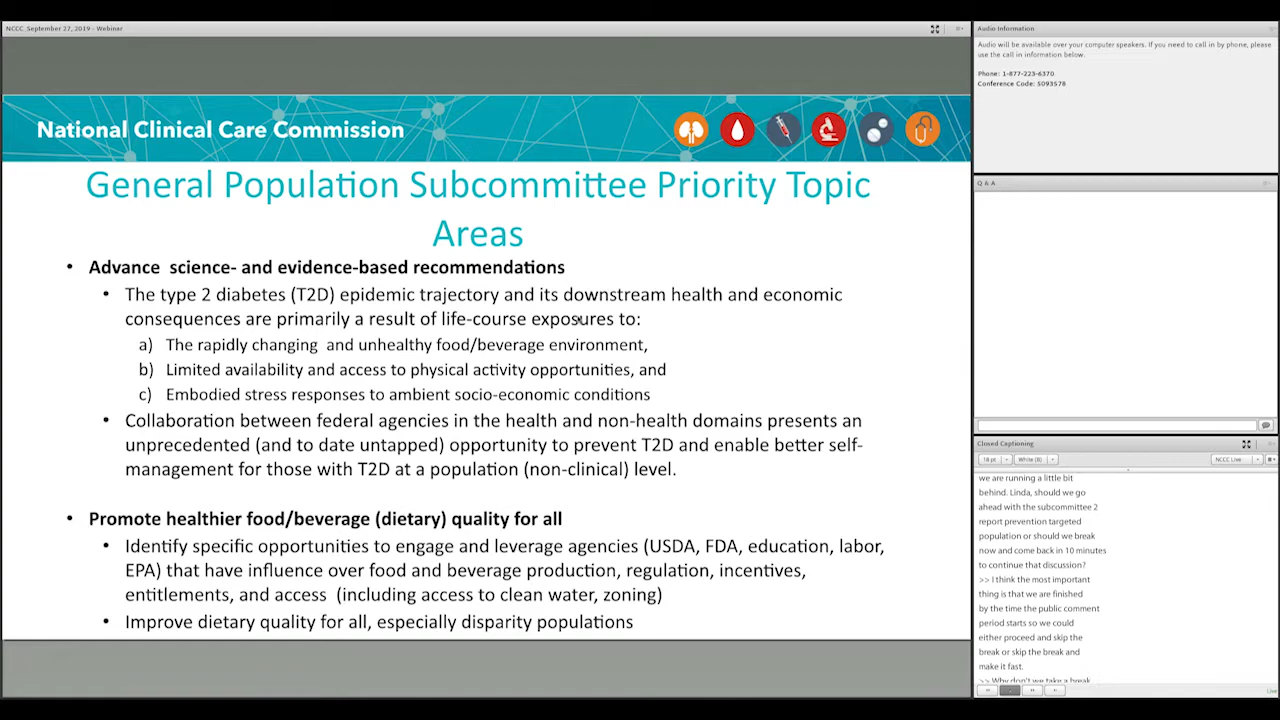 NCCC_September 27, 2019 - Webinar
National Clinical Care Commission
General Population Subcommittee Priority Topic
Areas
• Advance science- and evidence-based recommendations
• The type 2 diabetes (T2D) epidemic trajectory and its downstream health and economic
consequences are primarily a result of life-course exposures to:
a) The rapidly changing and unhealthy food/beverage environment,
b) Limited availability and access to physical activity opportunities, and
c) Embodied stress responses to ambient socio-economic conditions
• Collaboration between federal agencies in the health and non-health domains presents an
unprecedented (and to date untapped) opportunity to prevent T2D and enable better self-
management for those with T2D at a population (non-clinical) level.
• Promote healthier food/beverage (dietary) quality for all
• Identify specific opportunities to engage and leverage agencies (USDA, FDA, education, labor,
EPA) that have influence over food and beverage production, regulation, incentives,
entitlements, and access (including access to clean water, zoning)
• Improve dietary quality for all, especially disparity populations
Audio Information
Audio will be available over your computer speakers. If you need to call in by phone, please
use the call in information below.
Phone: 1-877-223-6370
Conference Code: 5093578
Q & A
Closed Captioning
18 pt White (B) NCCC Live
we are running a little bit
behind. Linda, should we go
ahead with the subcommittee 2
report prevention targeted
population or should we break
now and come back in 10 minutes
to continue that discussion?
>> I think the most important
thing is that we are finished
by the time the public comment
period starts so we could
either proceed and skip the
break or skip the break and
make it fast.
>> Why don't we take a break
Live